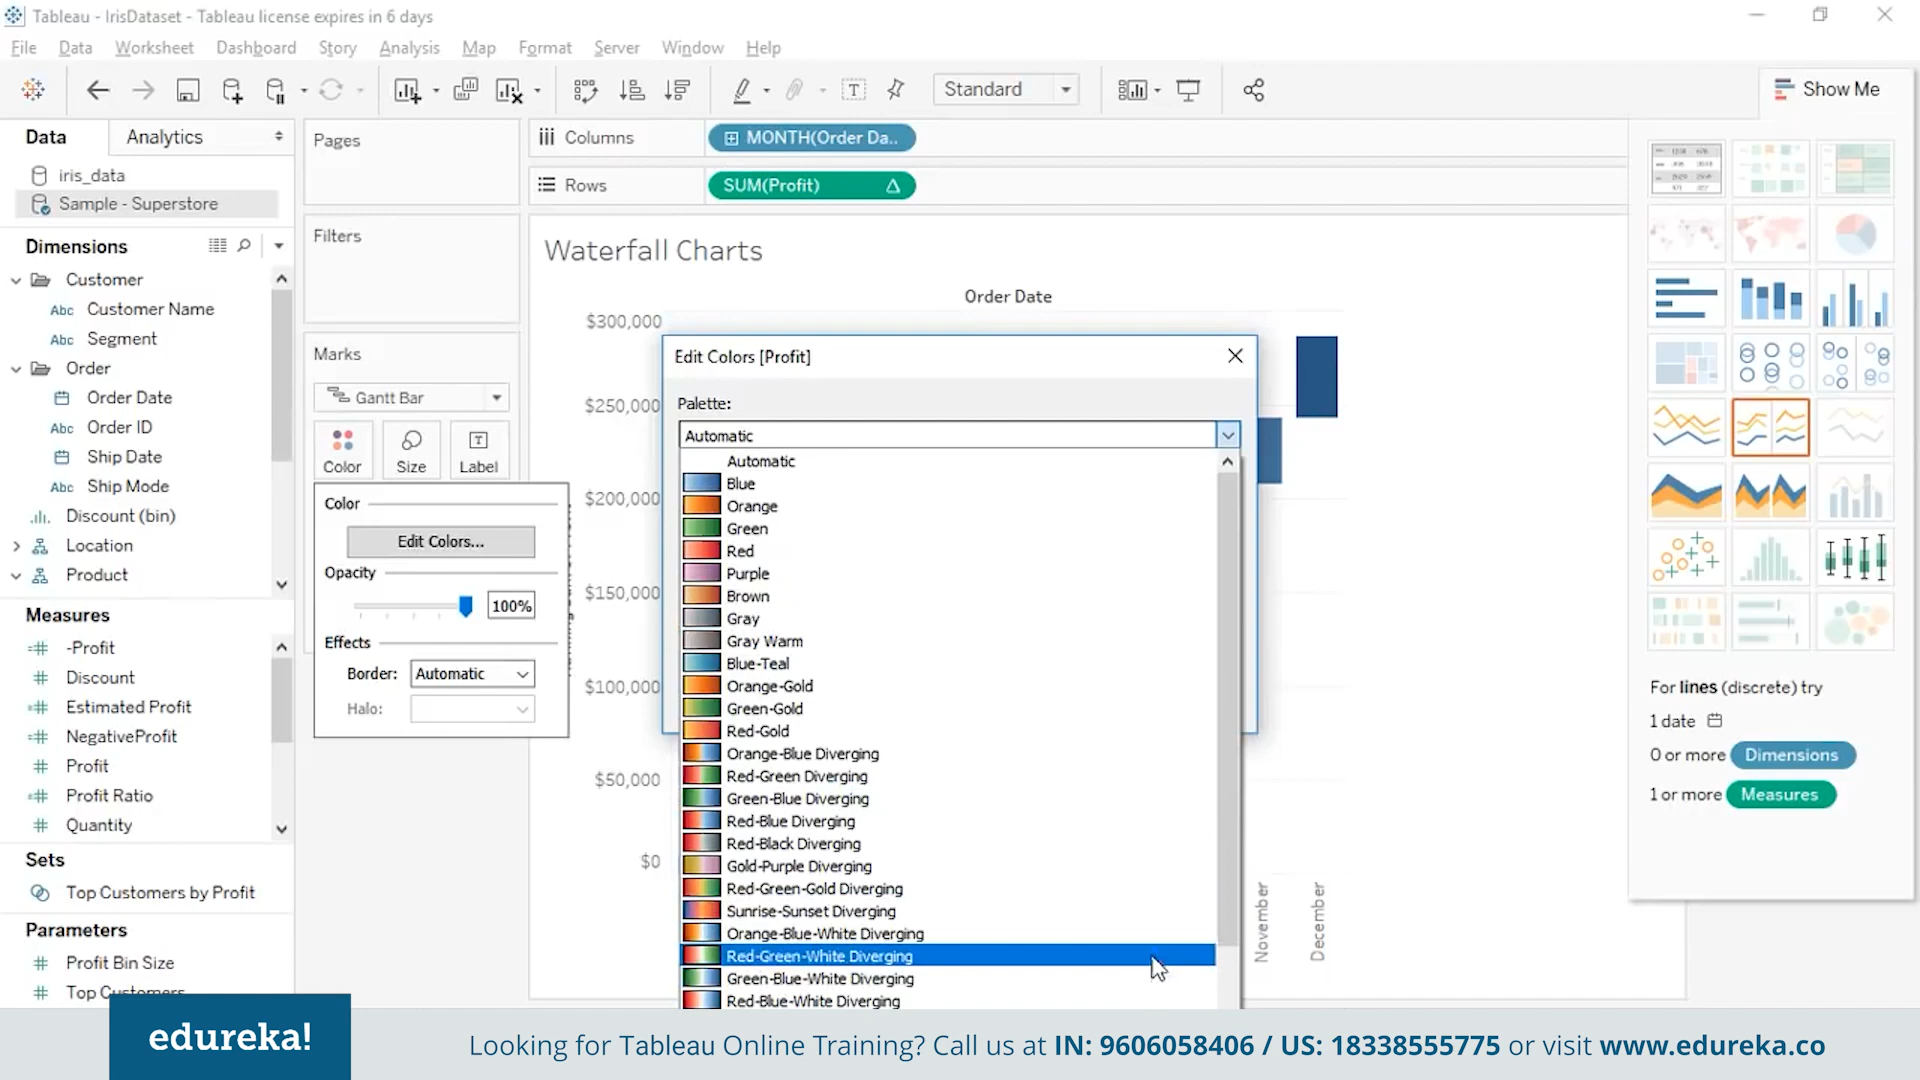 Tableau - IrisDataset - Tableau license expires in 6 days
File Data Worksheet Dashboard Story Analysis Map Format Server Window Help
Standard
Show Me
Data Analytics
iris_data
Sample - Superstore
Dimensions
Customer
Abc Customer Name
Abc Segment
Order
Order Date
Abc Order ID
Ship Date
Abc Ship Mode
Discount (bin)
Location
Product
Measures
-Profit
Discount
Estimated Profit
NegativeProfit
Profit
Profit Ratio
Quantity
Sets
Top Customers by Profit
Parameters
Profit Bin Size
Top Customers
Pages
Filters
Marks
Gantt Bar
Color Size Label
Color
Edit Colors...
Opacity
100%
Effects
Border: Automatic
Halo:
Columns MONTH(Order Da..
Rows SUM(Profit)
Waterfall Charts
Order Date
$300,000
$250,000
$200,000
$150,000
$100,000
$50,000
$0
November
December
Edit Colors [Profit]
Palette:
Automatic
Automatic
Blue
Orange
Green
Red
Purple
Brown
Gray
Gray Warm
Blue-Teal
Orange-Gold
Green-Gold
Red-Gold
Orange-Blue Diverging
Red-Green Diverging
Green-Blue Diverging
Red-Blue Diverging
Red-Black Diverging
Gold-Purple Diverging
Red-Green-Gold Diverging
Sunrise-Sunset Diverging
Orange-Blue-White Diverging
Red-Green-White Diverging
Green-Blue-White Diverging
Red-Blue-White Diverging
For lines (discrete) try
1 date
0 or more Dimensions
1 or more Measures
edureka!
Looking for Tableau Online Training? Call us at IN: 9606058406 / US: 18338555775 or visit www.edureka.co